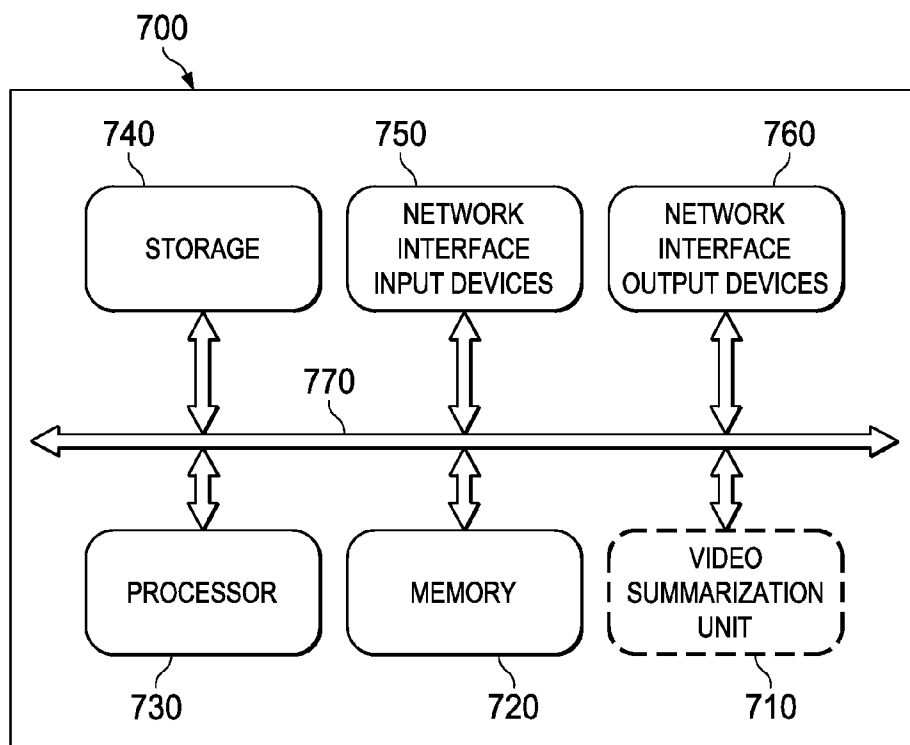 700
740
750
760
STORAGE
NETWORK
INTERFACE
INPUT DEVICES
NETWORK
INTERFACE
OUTPUT DEVICES
770
PROCESSOR
MEMORY
VIDEO
SUMMARIZATION
UNIT
730
720
710